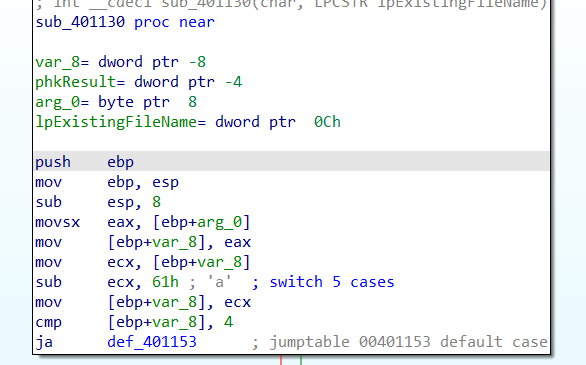 ; int __cdecl sub_401130(char, LPCSTR lpExistingFileName)
sub_401130 proc near
var_8= dword ptr -8
phkResult= dword ptr -4
arg_0= byte ptr  8
lpExistingFileName= dword ptr  0Ch
push    ebp
mov     ebp, esp
sub     esp, 8
movsx   eax, [ebp+arg_0]
mov     [ebp+var_8], eax
mov     ecx, [ebp+var_8]
sub     ecx, 61h ; 'a'  ; switch 5 cases
mov     [ebp+var_8], ecx
cmp     [ebp+var_8], 4
ja      def_401153      ; jumptable 00401153 default case